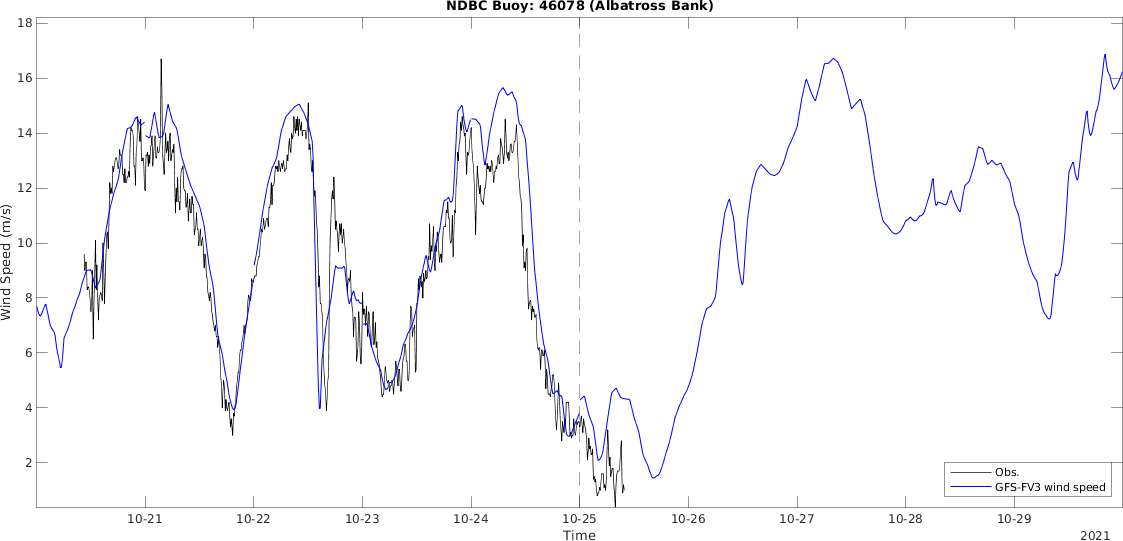 NDBC Buoy: 46078 (Albatross Bank)
18
16
14
12
10
8
6
4
2
Wind Speed (m/s)
Obs.
GFS-FV3 wind speed
10-21 10-22 10-23 10-24 10-25 10-26 10-27 10-28 10-29
Time
2021